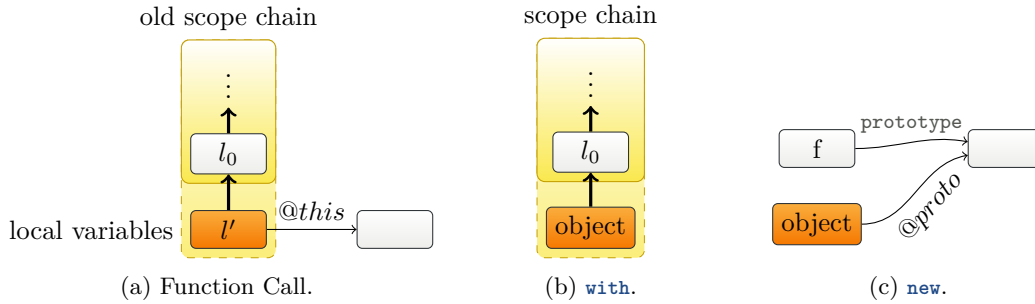 old scope chain
⋮
l₀
l′
@this
local variables
(a) Function Call.
scope chain
⋮
l₀
object
(b) with.
prototype
f
object
@proto
(c) new.